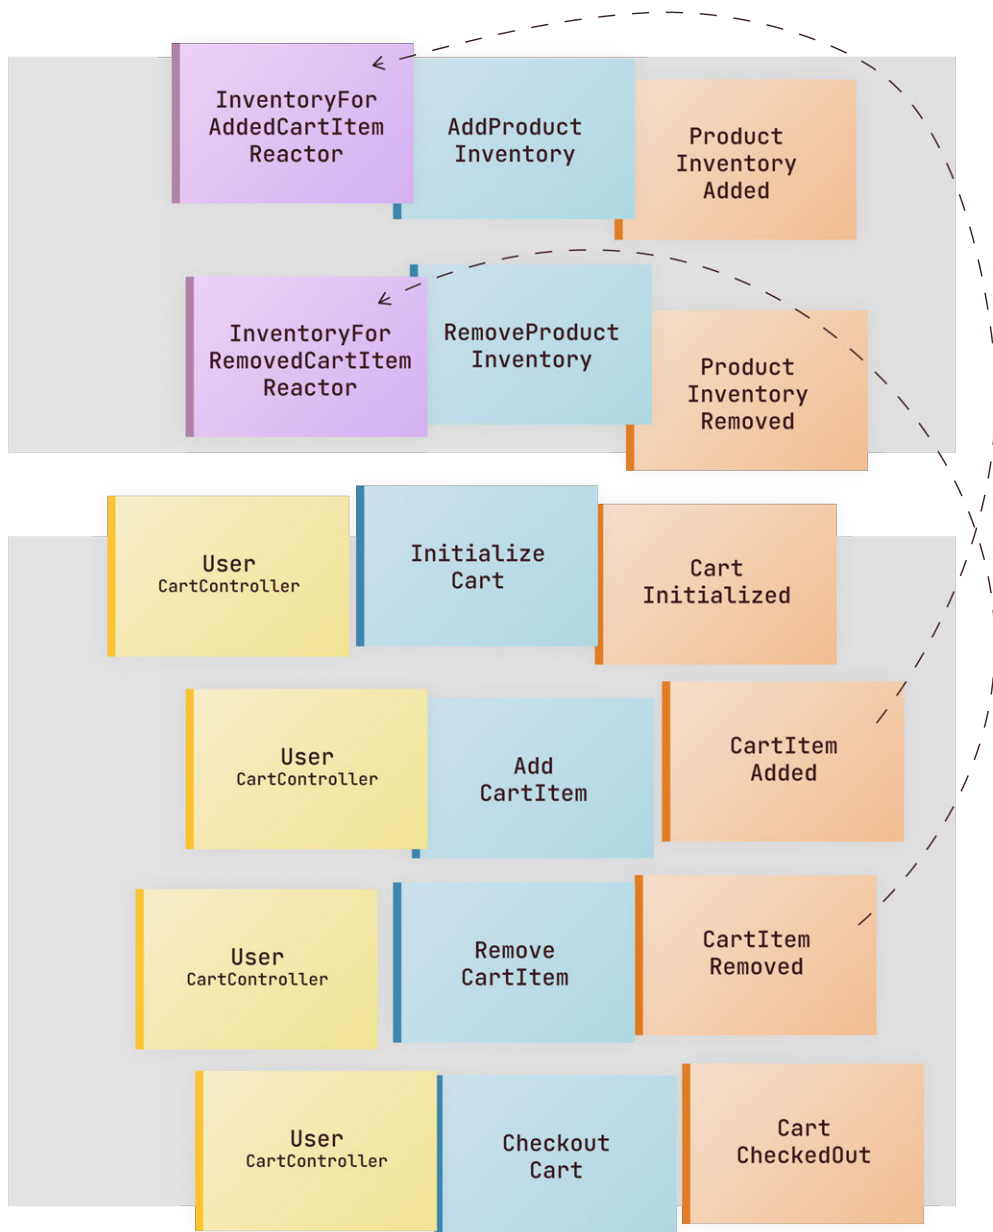 InventoryFor
AddedCartItem
Reactor
AddProduct
Inventory
Product
Inventory
Added
InventoryFor
RemovedCartItem
Reactor
RemoveProduct
Inventory
Product
Inventory
Removed
User
CartController
Initialize
Cart
Cart
Initialized
User
CartController
Add
CartItem
CartItem
Added
User
CartController
Remove
CartItem
CartItem
Removed
User
CartController
Checkout
Cart
Cart
CheckedOut